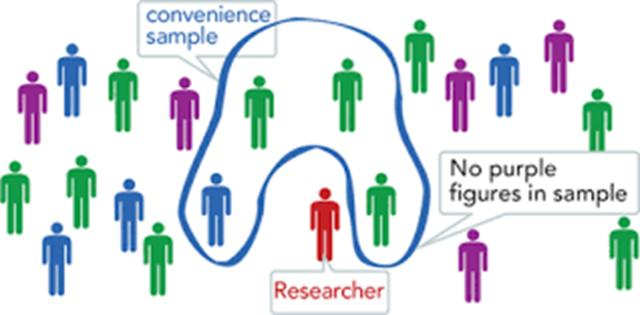 convenience
sample
No purple
figures in sample
Researcher